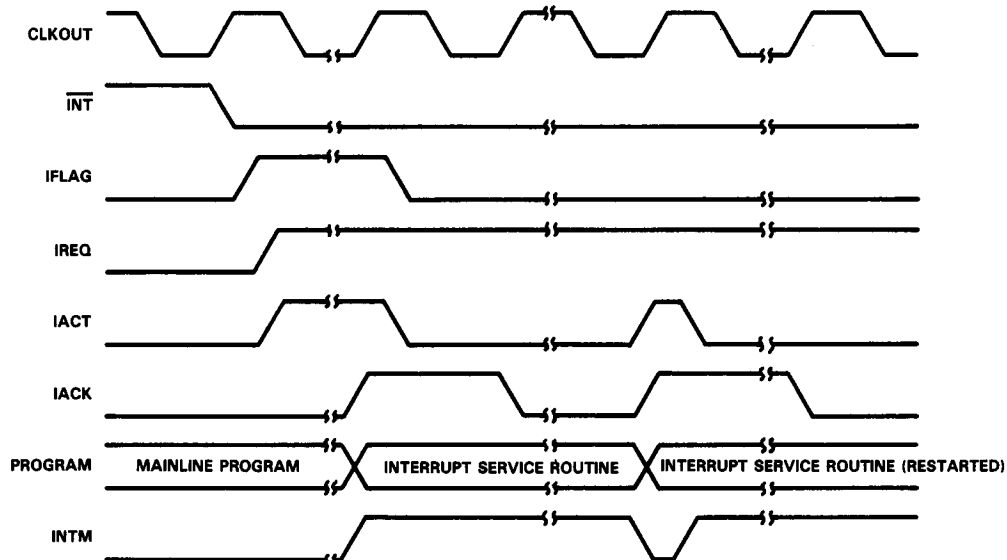 CLKOUT
INT
IFLAG
IREQ
IACT
IACK
PROGRAM MAINLINE PROGRAM INTERRUPT SERVICE ROUTINE INTERRUPT SERVICE ROUTINE (RESTARTED)
INTM